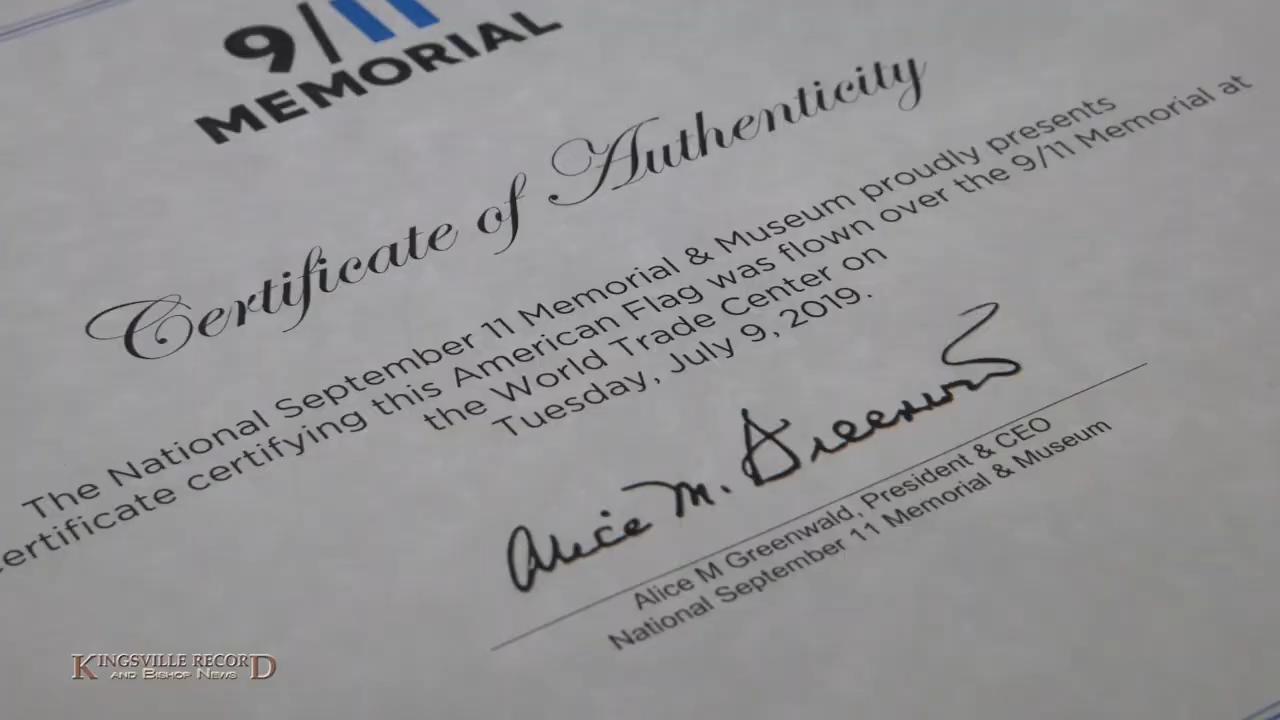 9/11
MEMORIAL
Certificate of Authenticity
The National September 11 Memorial & Museum proudly presents
certificate certifying this American Flag was flown over the 9/11 Memorial at
the World Trade Center on
Tuesday, July 9, 2019.
Alice M. Greenwald
Alice M Greenwald, President & CEO
National September 11 Memorial & Museum
KINGSVILLE RECORD
AND BISHOP NEWS